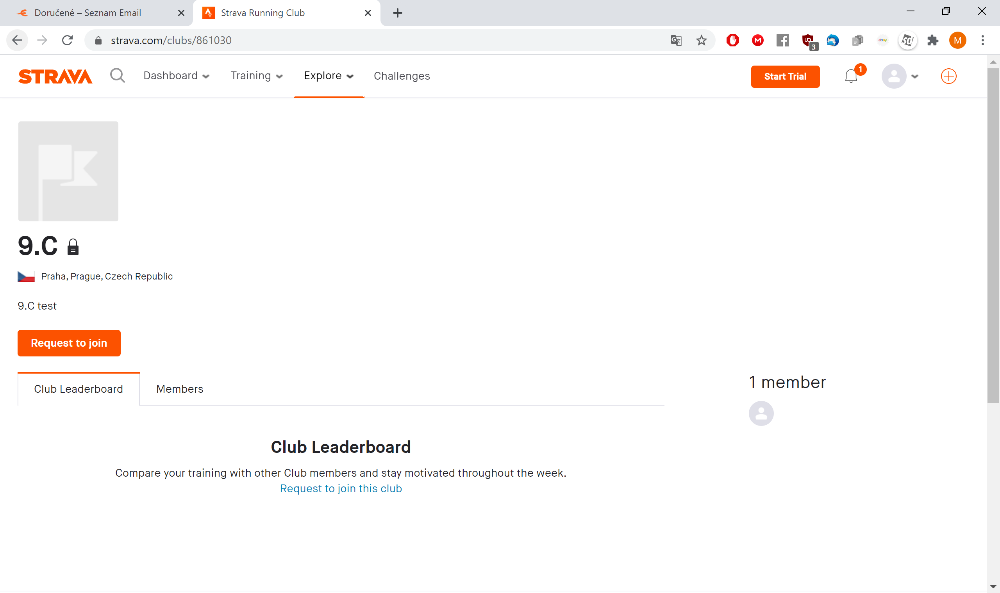 Doručené – Seznam Email
Strava Running Club
strava.com/clubs/861030
M
3
ebay
sd
M
STRAVA
Dashboard
Training
Explore
Challenges
Start Trial
1
9.C
Praha, Prague, Czech Republic
9.C test
Request to join
Club Leaderboard
Members
1 member
Club Leaderboard
Compare your training with other Club members and stay motivated throughout the week.
Request to join this club